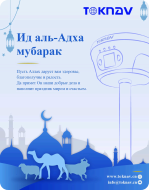 TOKNAV
Ид аль-Адха
мубарак
Пусть Аллах дарует вам здоровье,
благополучие и радость
Да примет Он ваши добрые дела и
наполнит праздник миром и счастьем
www.toknav.com
info@toknav.com